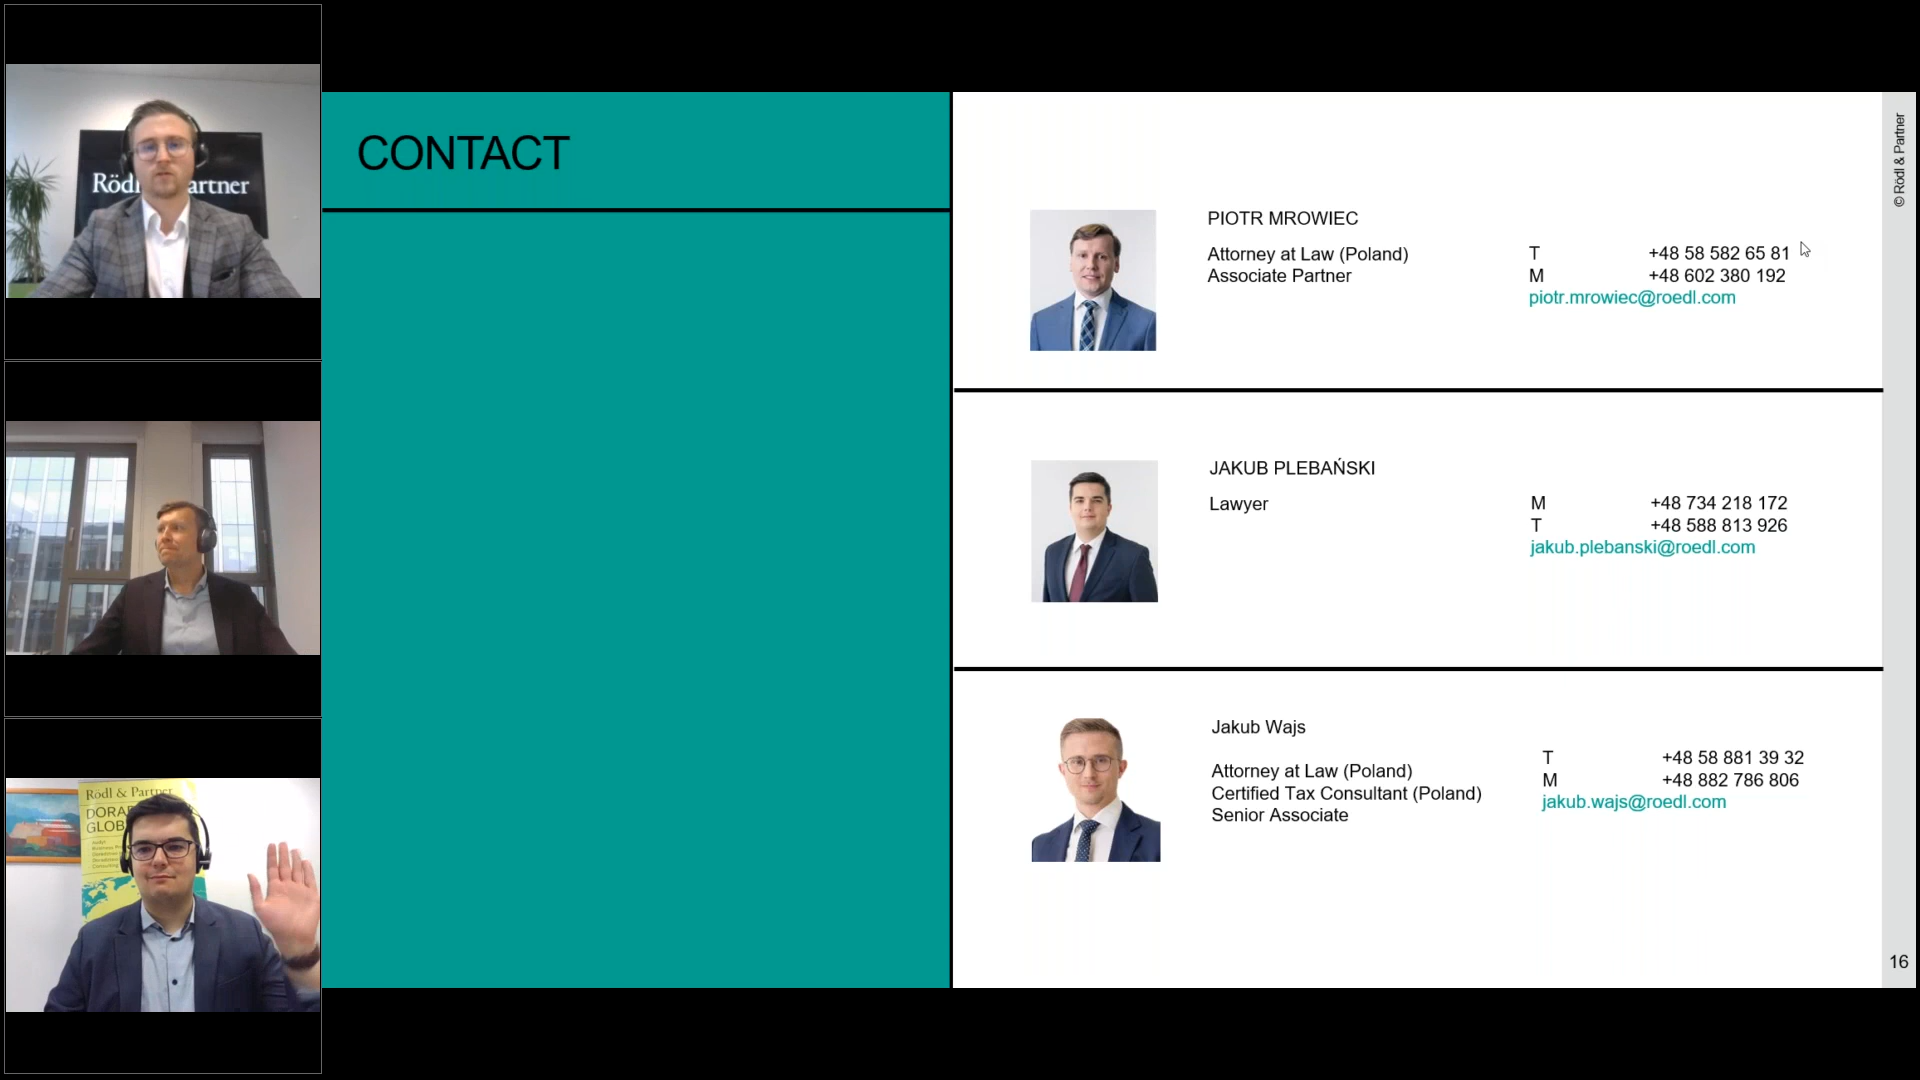 Rödl & Partner
Rödl & Partner
CONTACT
PIOTR MROWIEC
Attorney at Law (Poland)
Associate Partner
T +48 58 582 65 81
M +48 602 380 192
piotr.mrowiec@roedl.com
JAKUB PLEBAŃSKI
Lawyer
M +48 734 218 172
T +48 588 813 926
jakub.plebanski@roedl.com
Jakub Wajs
Attorney at Law (Poland)
Certified Tax Consultant (Poland)
Senior Associate
T +48 58 881 39 32
M +48 882 786 806
jakub.wajs@roedl.com
© Rödl & Partner
16